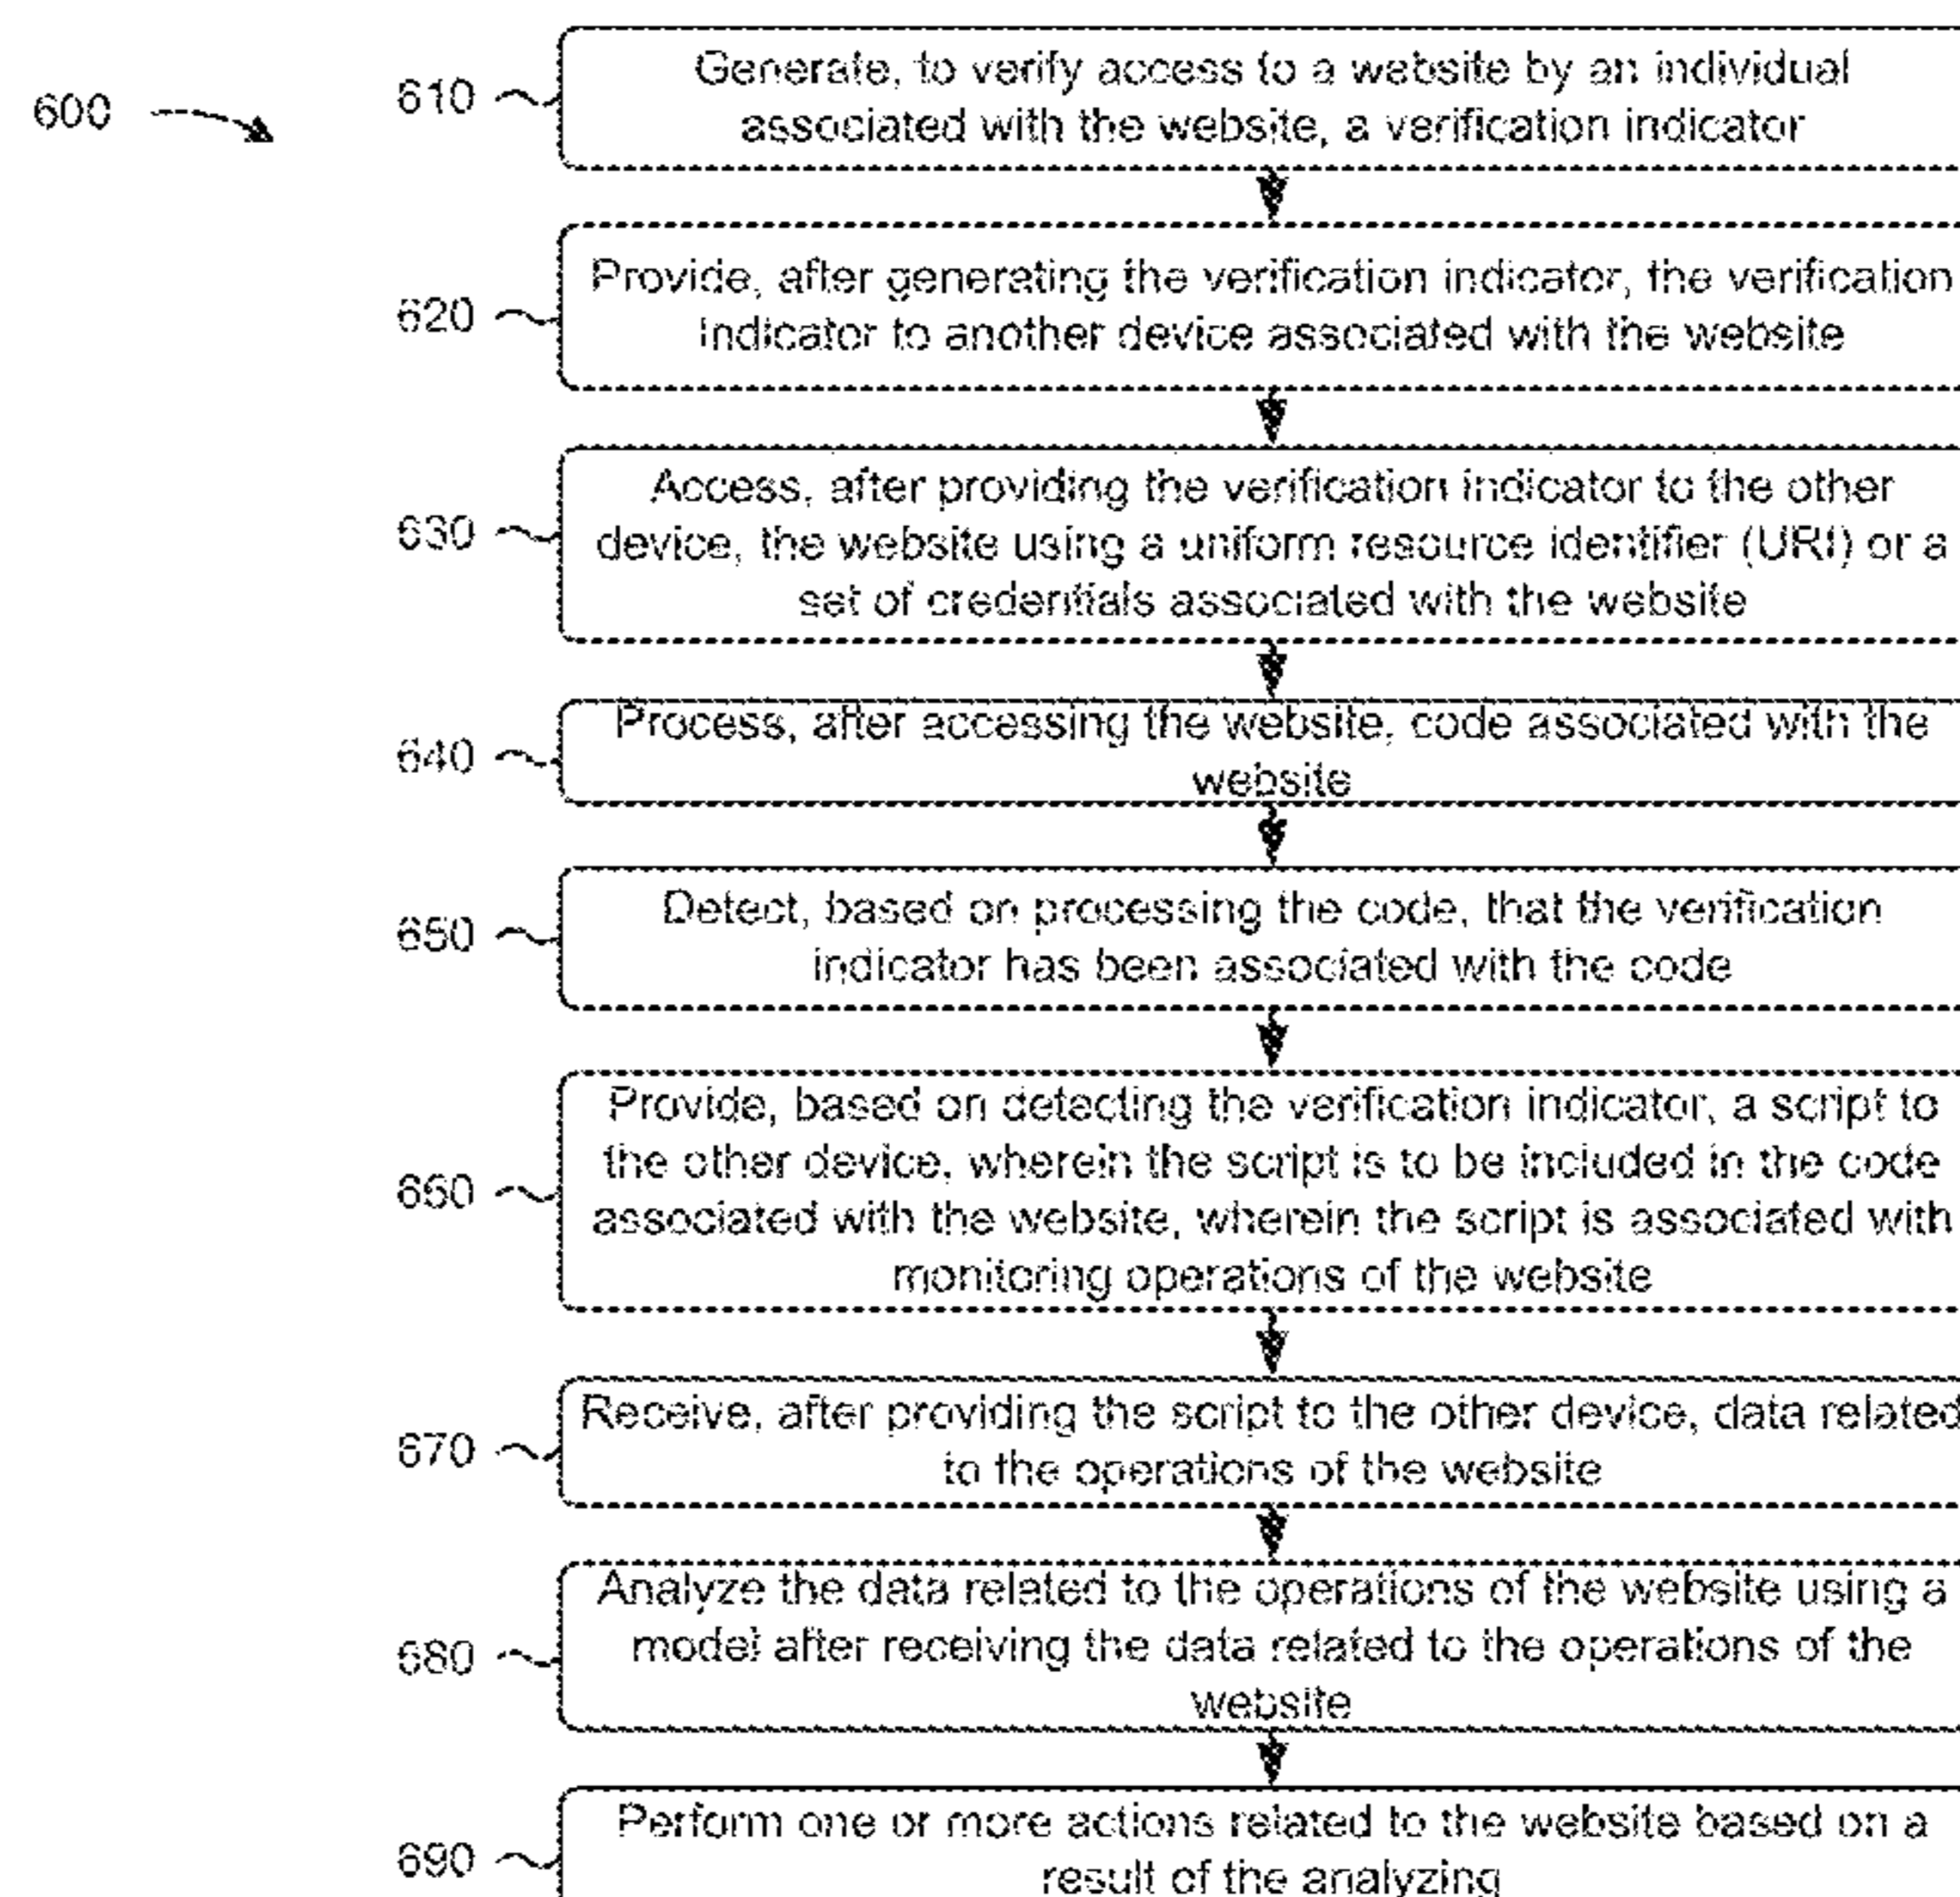 600
610
Generate, to verify access to a website by an individual
associated with the website, a verification indicator
620
Provide, after generating the verification indicator, the verification
indicator to another device associated with the website
630
Access, after providing the verification indicator to the other
device, the website using a uniform resource identifier (URI) or a
set of credentials associated with the website
640
Process, after accessing the website, code associated with the
website
650
Detect, based on processing the code, that the verification
indicator has been associated with the code
660
Provide, based on detecting the verification indicator, a script to
the other device, wherein the script is to be included in the code
associated with the website, wherein the script is associated with
monitoring operations of the website
670
Receive, after providing the script to the other device, data related
to the operations of the website
680
Analyze the data related to the operations of the website using a
model after receiving the data related to the operations of the
website
690
Perform one or more actions related to the website based on a
result of the analyzing